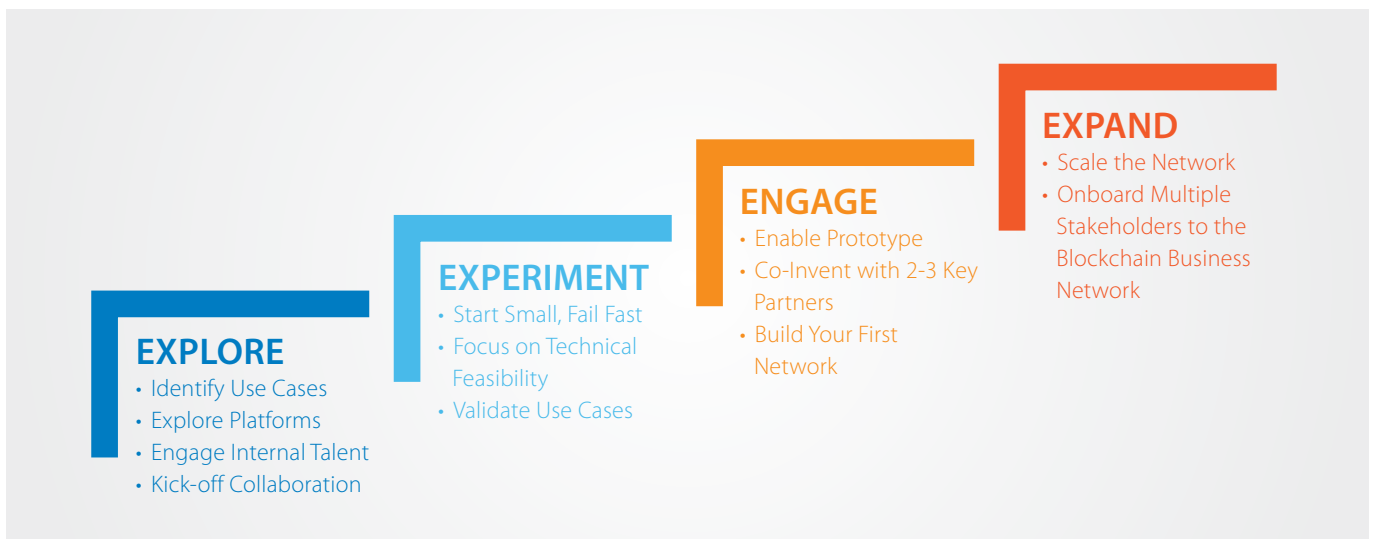 EXPLORE
• Identify Use Cases
• Explore Platforms
• Engage Internal Talent
• Kick-off Collaboration
EXPERIMENT
• Start Small, Fail Fast
• Focus on Technical
Feasibility
• Validate Use Cases
ENGAGE
• Enable Prototype
• Co-Invent with 2-3 Key
Partners
• Build Your First
Network
EXPAND
• Scale the Network
• Onboard Multiple
Stakeholders to the
Blockchain Business
Network